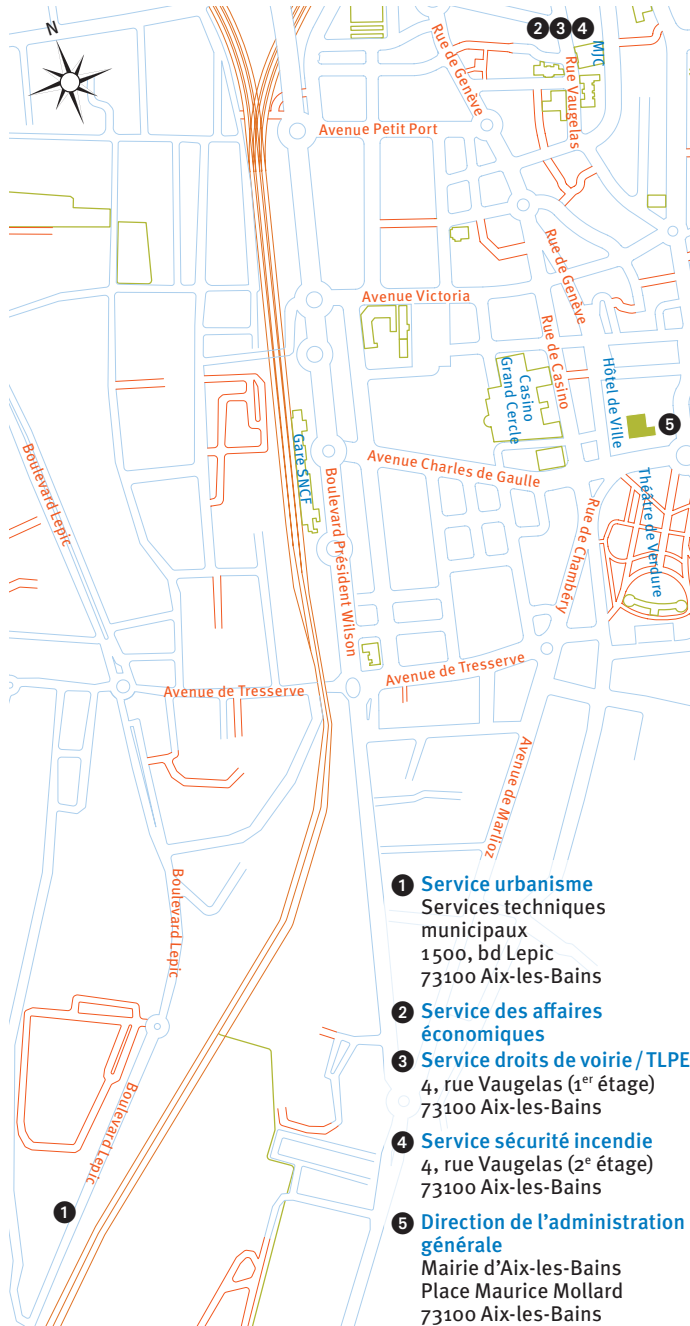 N
2 3 4
MJC
Rue de Genève
Rue Vaugelas
Avenue Petit Port
Rue de Genève
Avenue Victoria
Rue de Casino
Casino
Grand Cercle
Hôtel de Ville
5
Boulevard Lepic
Gare SNCF
Avenue Charles de Gaulle
Boulevard Président Wilson
Rue de Chambéry
Théâtre de Verdure
Avenue de Tresserve
Avenue de Tresserve
Avenue de Marlioz
Boulevard Lepic
Boulevard Lepic
1
1 Service urbanisme
Services techniques
municipaux
1500, bd Lepic
73100 Aix-les-Bains
2 Service des affaires
économiques
3 Service droits de voirie / TLPE
4, rue Vaugelas (1er étage)
73100 Aix-les-Bains
4 Service sécurité incendie
4, rue Vaugelas (2e étage)
73100 Aix-les-Bains
5 Direction de l'administration
générale
Mairie d'Aix-les-Bains
Place Maurice Mollard
73100 Aix-les-Bains